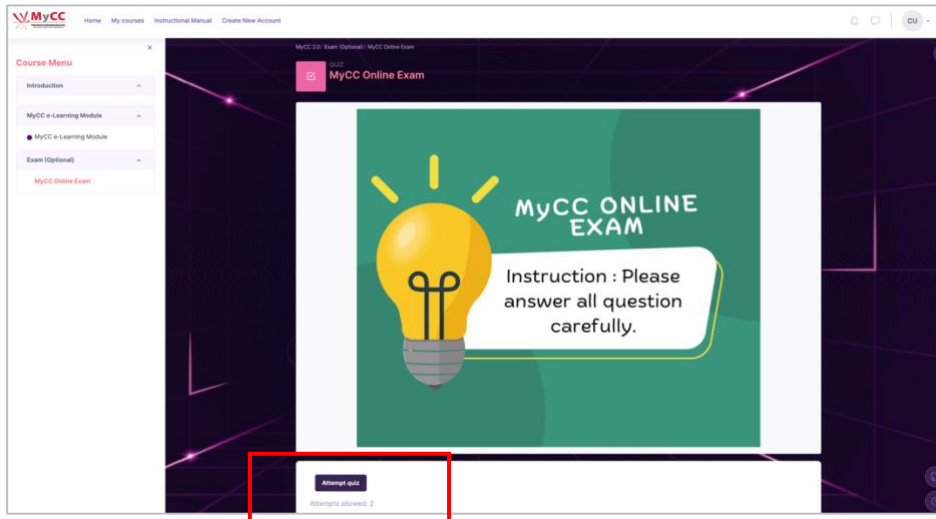 MyCC
Home My courses Instructional Manual Create New Account
CU
Course Menu
Introduction
MyCC e-Learning Module
MyCC e-Learning Module
Exam (Optional)
MyCC Online Exam
MyCC 2.0 / Exam (Optional) / MyCC Online Exam
QUIZ
MyCC Online Exam
MyCC ONLINE
EXAM
Instruction : Please
answer all question
carefully.
Attempt quiz
Attempts allowed: 2